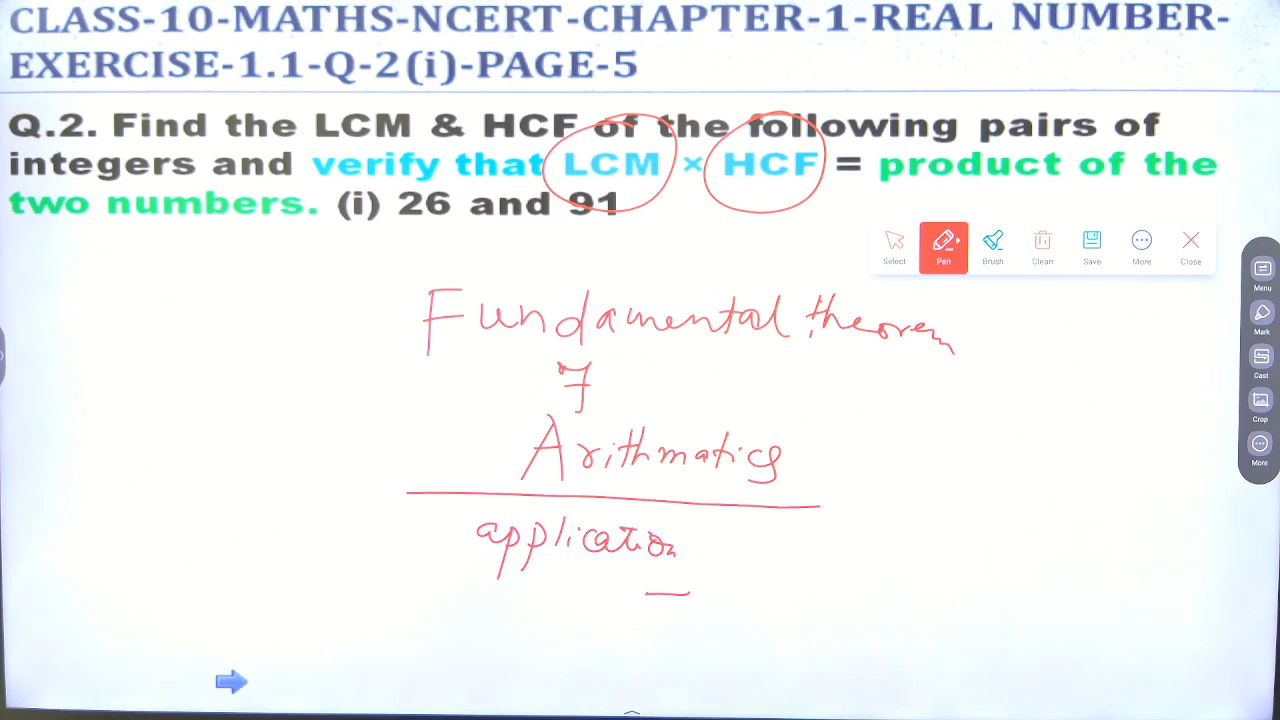 CLASS-10-MATHS-NCERT-CHAPTER-1-REAL NUMBER-
EXERCISE-1.1-Q-2(i)-PAGE-5
Q.2. Find the LCM & HCF of the following pairs of
integers and verify that LCM × HCF = product of the
two numbers. (i) 26 and 91
Select Pen Brush Clean Save More Close
Fundamental theorem
of
Arithmatics
application
Menu
Mark
Cast
Crop
More